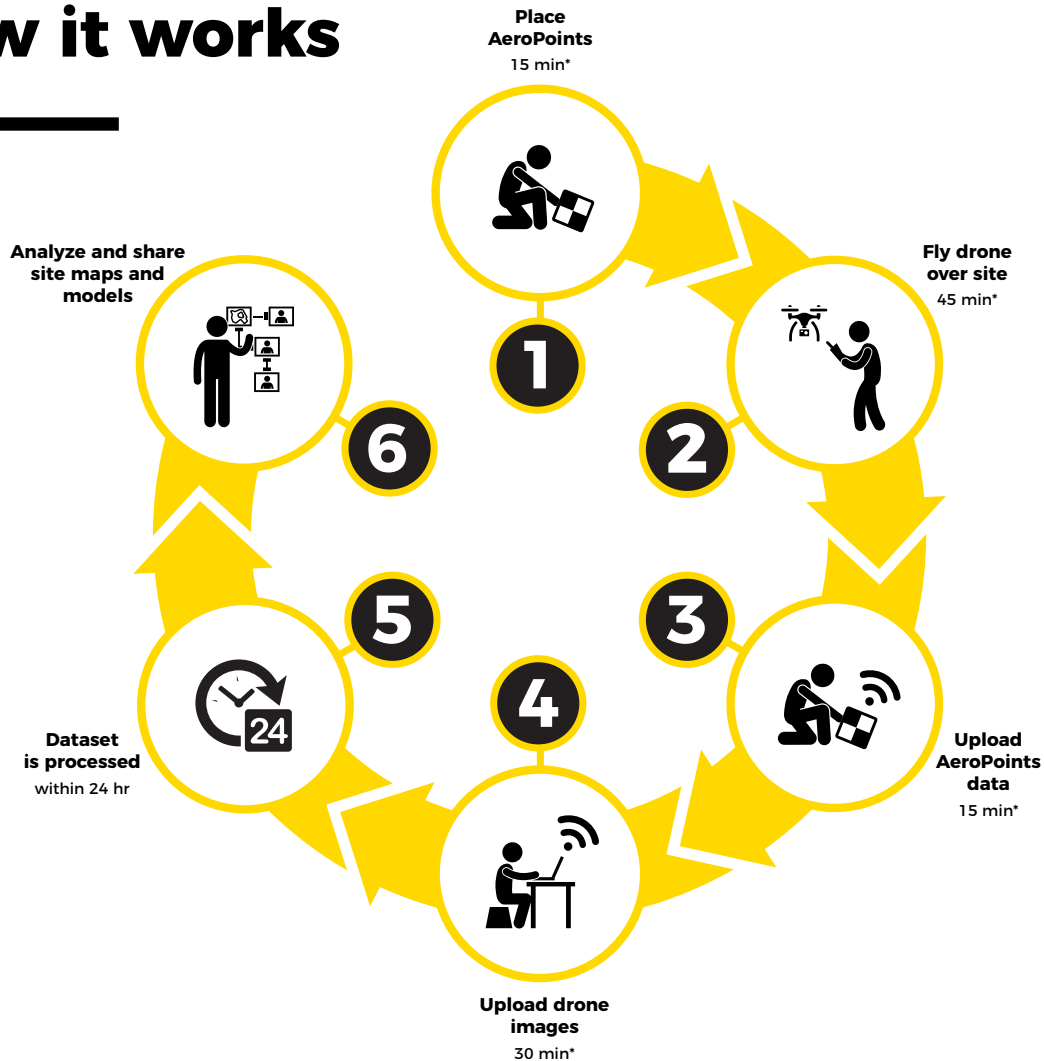 w it works
Place
AeroPoints
15 min*
1
Fly drone
over site
45 min*
2
Upload
AeroPoints
data
15 min*
3
Upload drone
images
30 min*
4
Dataset
is processed
within 24 hr
24
5
Analyze and share
site maps and
models
6